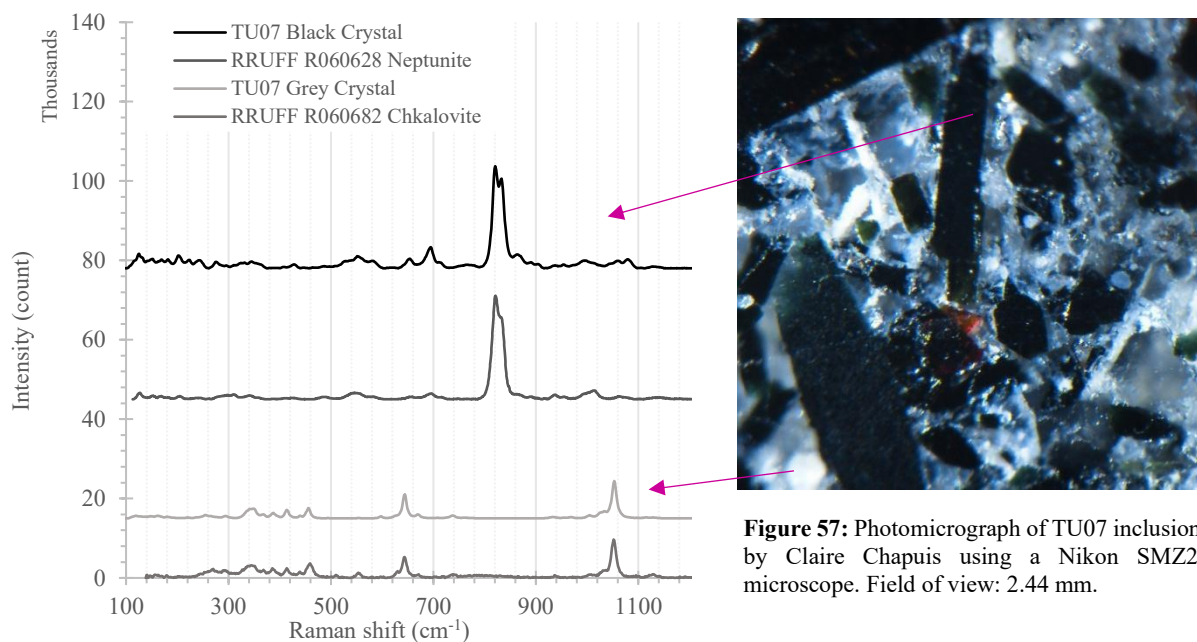 140
120
100
80
60
40
20
0
Thousands
Intensity (count)
TU07 Black Crystal
RRUFF R060628 Neptunite
TU07 Grey Crystal
RRUFF R060682 Chkalovite
100 300 500 700 900 1100
Raman shift (cm⁻¹)
Figure 57: Photomicrograph of TU07 inclusion
by Claire Chapuis using a Nikon SMZ2
microscope. Field of view: 2.44 mm.